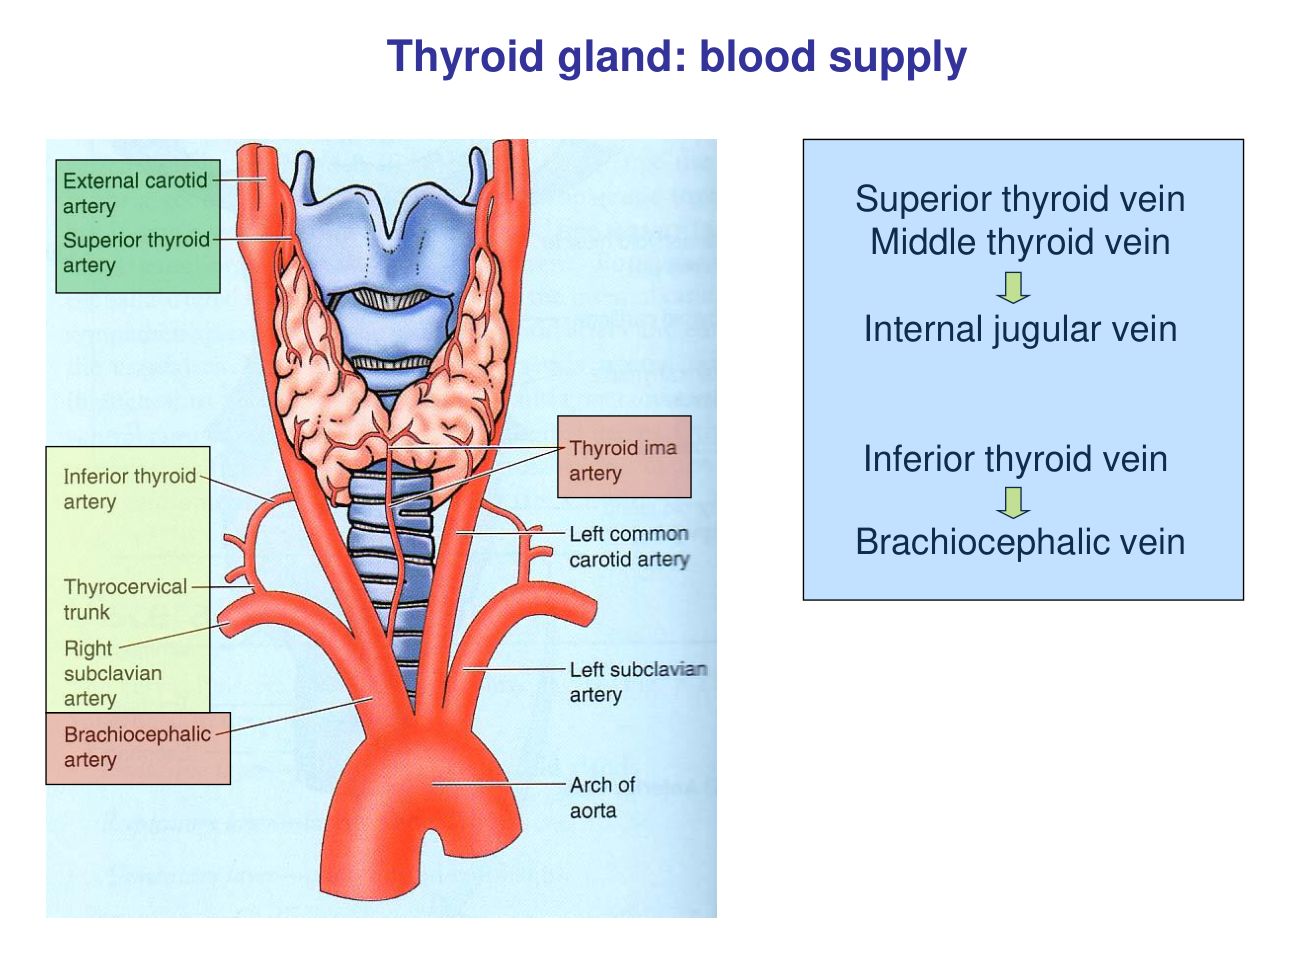 Thyroid gland: blood supply
External carotid
artery
Superior thyroid
artery
Inferior thyroid
artery
Thyrocervical
trunk
Right
subclavian
artery
Brachiocephalic
artery
Thyroid ima
artery
Left common
carotid artery
Left subclavian
artery
Arch of
aorta
Superior thyroid vein
Middle thyroid vein
Internal jugular vein
Inferior thyroid vein
Brachiocephalic vein